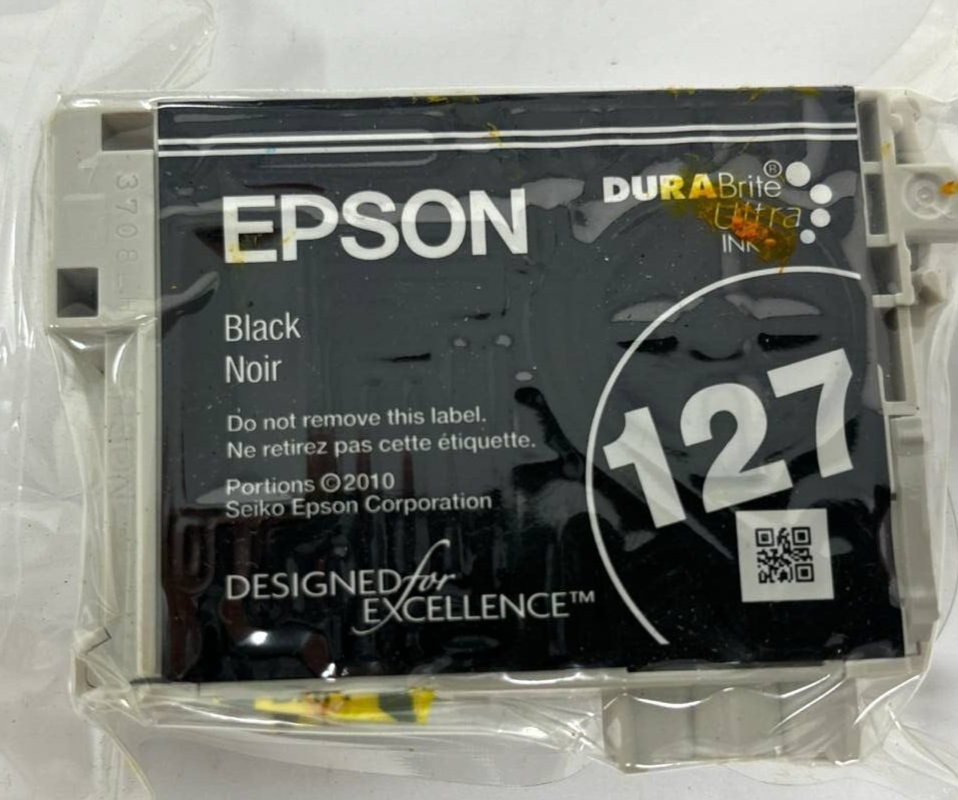 EPSON
DURABrite®
Ultra
INK
Black
Noir
Do not remove this label.
Ne retirez pas cette étiquette.
Portions ©2010
Seiko Epson Corporation
127
DESIGNED for
EXCELLENCE™
3708